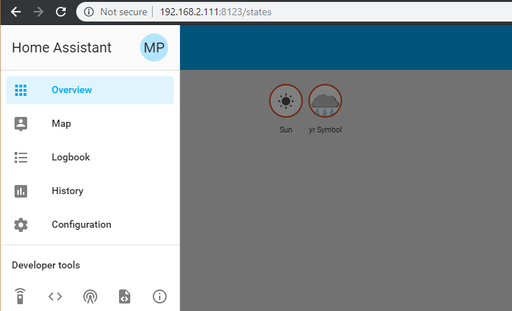 Not secure | 192.168.2.111:8123/states
Home Assistant
MP
Overview
Map
Logbook
History
Configuration
Developer tools
Sun
yr Symbol